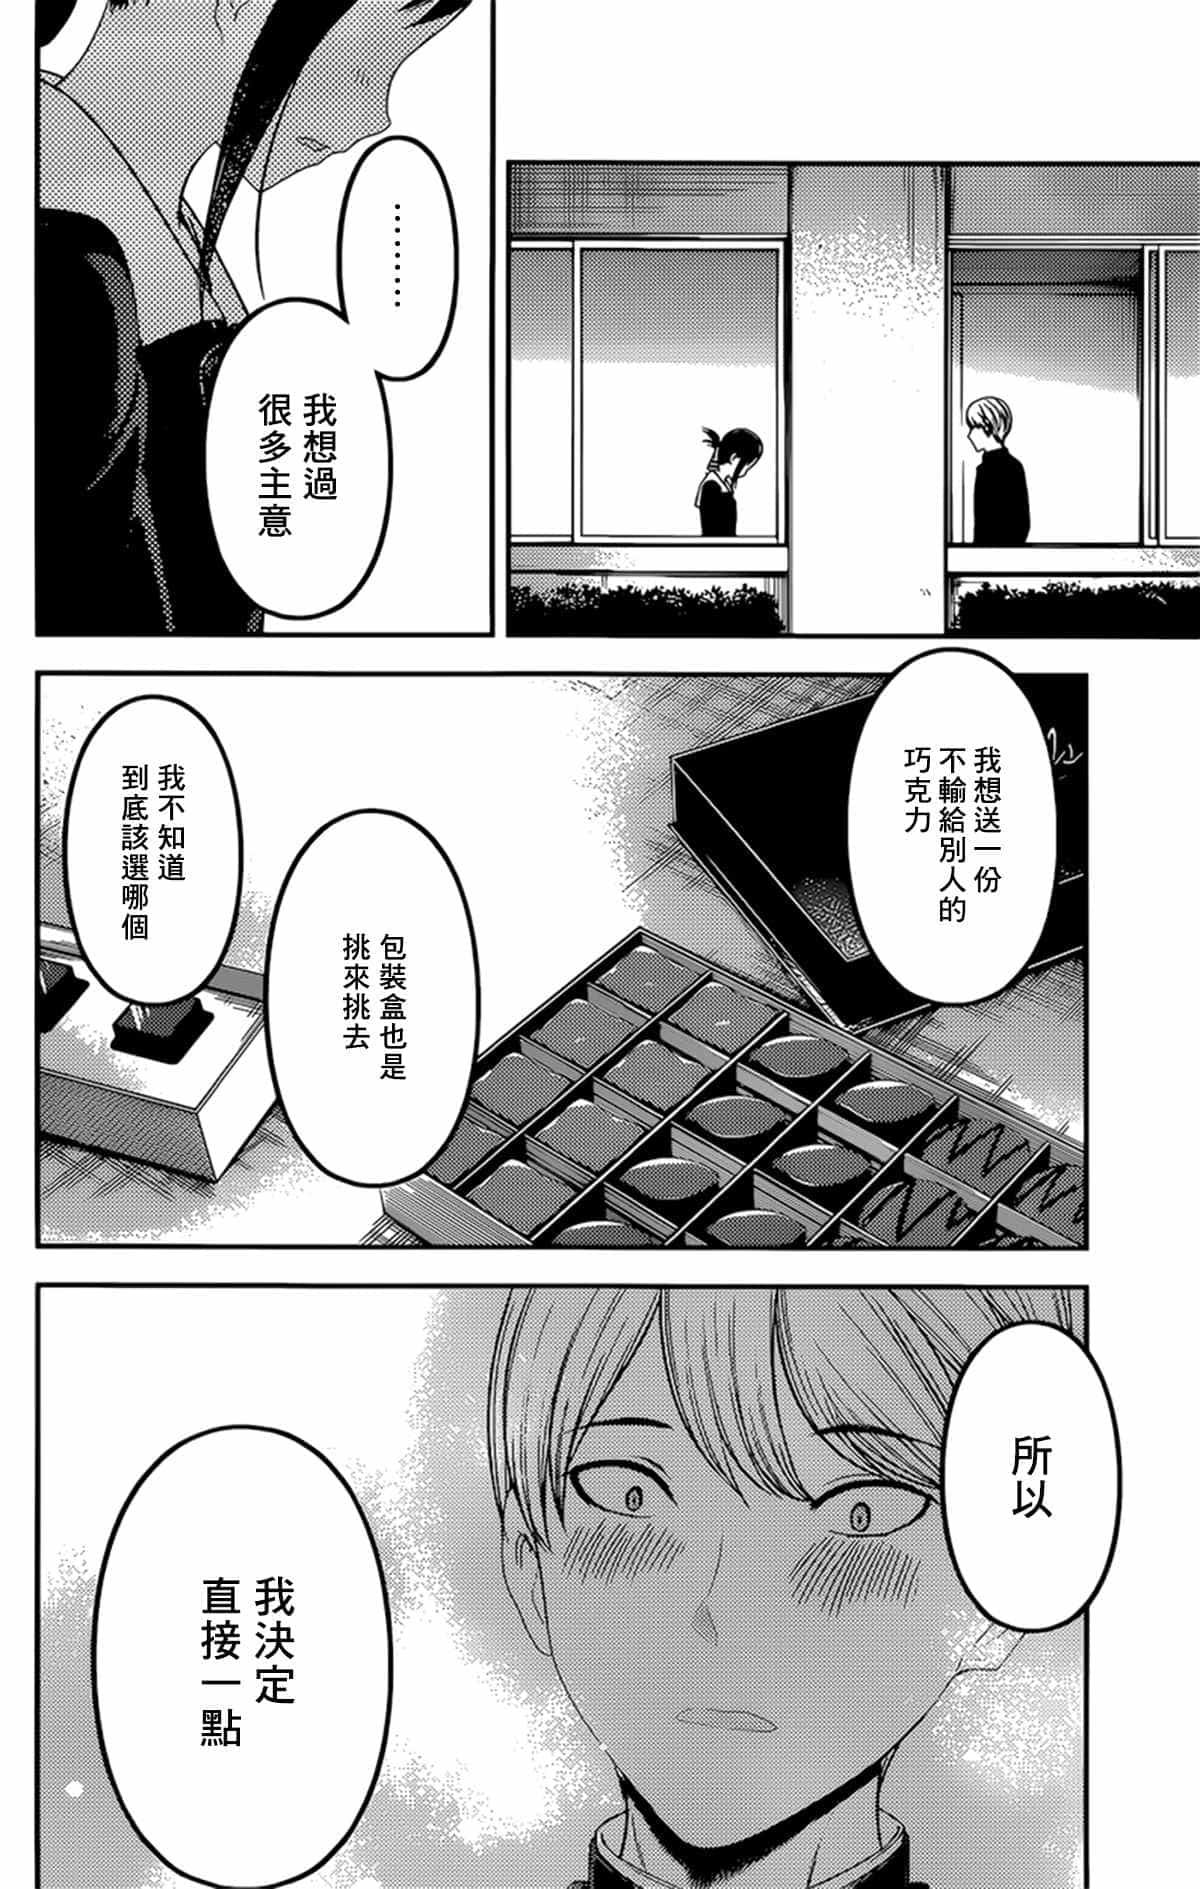 ………
我想過
很多主意
我想送一份
不輸給別人的
巧克力
包裝盒也是
挑來挑去
我不知道
到底該選哪個
所以
我決定
直接一點